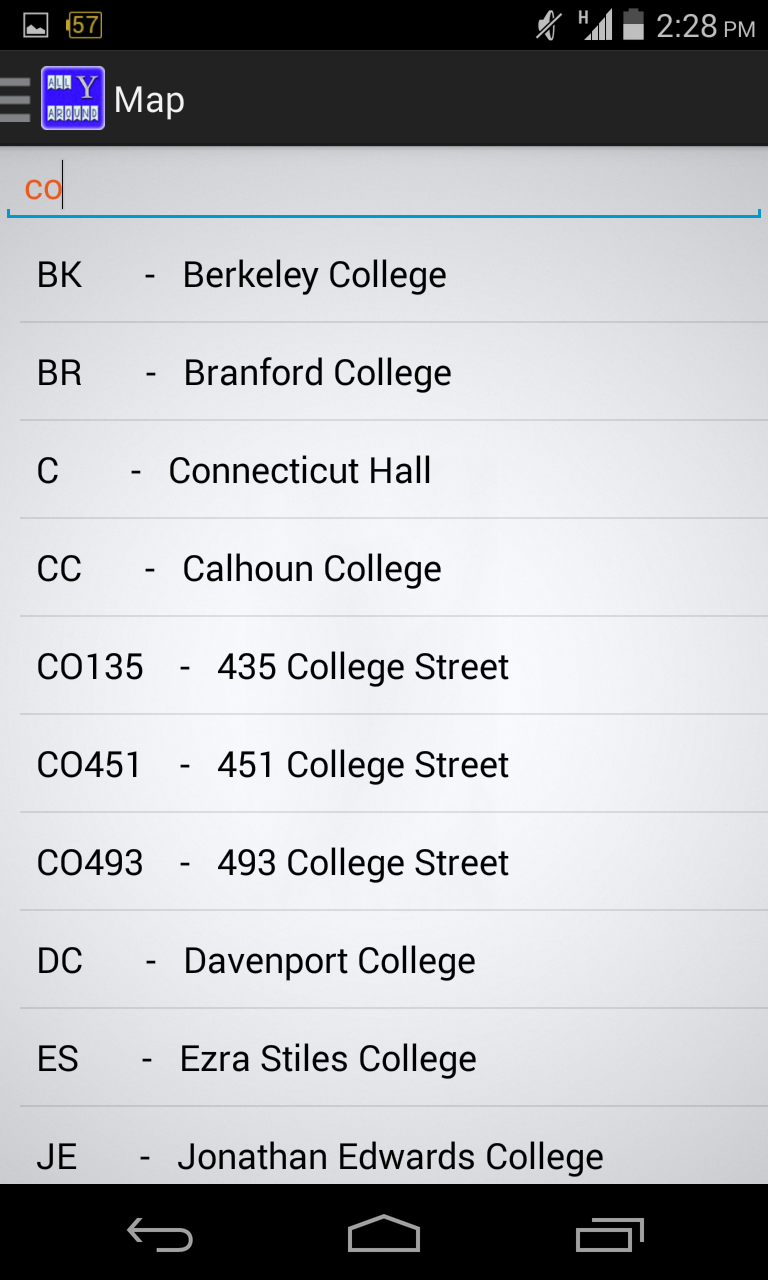 57 H 2:28 PM
ALL Y AROUND Map
co
BK - Berkeley College
BR - Branford College
C - Connecticut Hall
CC - Calhoun College
CO135 - 435 College Street
CO451 - 451 College Street
CO493 - 493 College Street
DC - Davenport College
ES - Ezra Stiles College
JE - Jonathan Edwards College